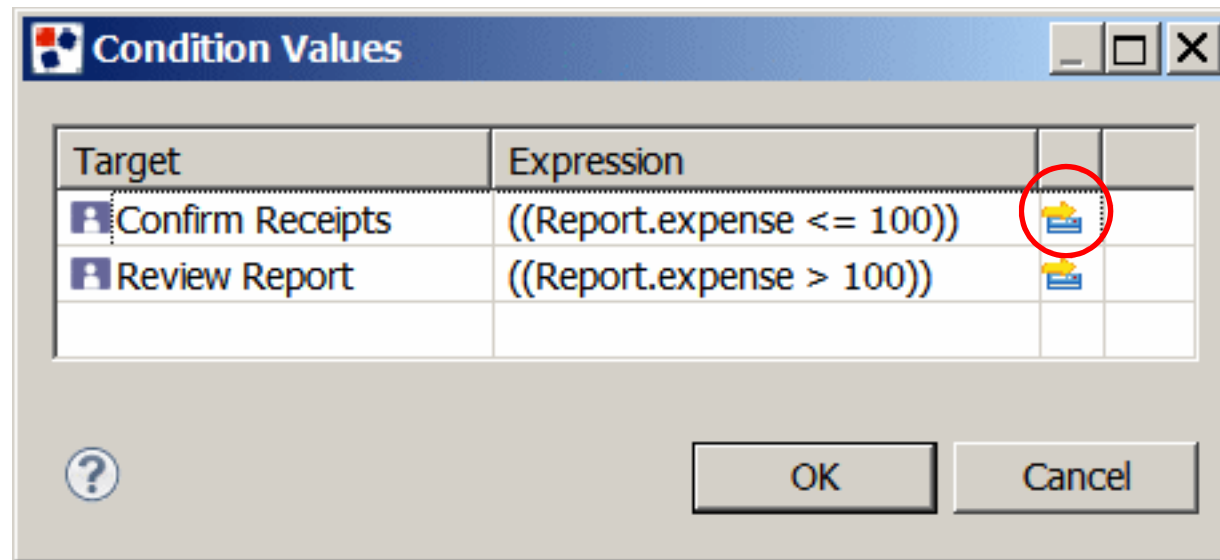 Condition Values
Target Expression
Confirm Receipts ((Report.expense <= 100))
Review Report ((Report.expense > 100))
?
OK Cancel